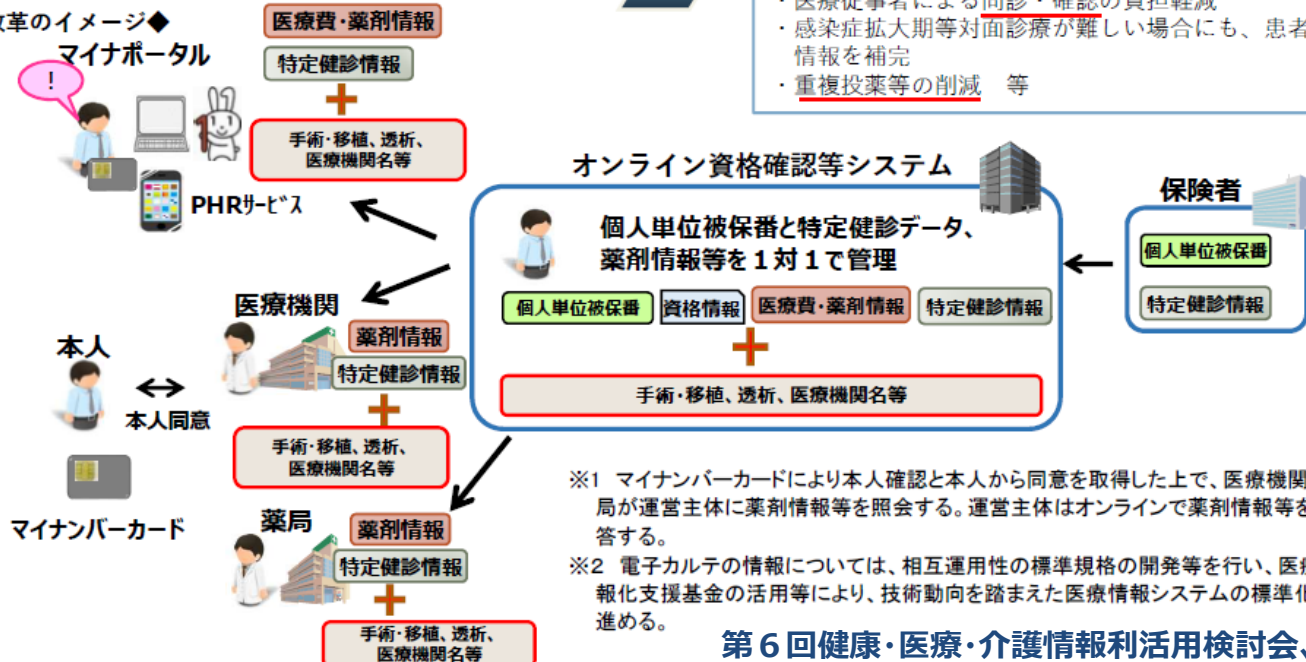 改革のイメージ◆
マイナポータル
!
医療費・薬剤情報
特定健診情報
手術・移植、透析、
医療機関名等
PHRサービス
・医療従事者による問診・確認の負担軽減
・感染症拡大期等対面診療が難しい場合にも、患者
情報を補完
・重複投薬等の削減　等
オンライン資格確認等システム
個人単位被保番と特定健診データ、
薬剤情報等を１対１で管理
個人単位被保番
資格情報
医療費・薬剤情報
特定健診情報
手術・移植、透析、医療機関名等
保険者
個人単位被保番
特定健診情報
医療機関
薬剤情報
特定健診情報
手術・移植、透析、
医療機関名等
本人
本人同意
マイナンバーカード
薬局
薬剤情報
特定健診情報
手術・移植、透析、
医療機関名等
※1　マイナンバーカードにより本人確認と本人から同意を取得した上で、医療機関
局が運営主体に薬剤情報等を照会する。運営主体はオンラインで薬剤情報等を
答する。
※2　電子カルテの情報については、相互運用性の標準規格の開発等を行い、医療
報化支援基金の活用等により、技術動向を踏まえた医療情報システムの標準化
進める。
第６回健康・医療・介護情報利活用検討会、